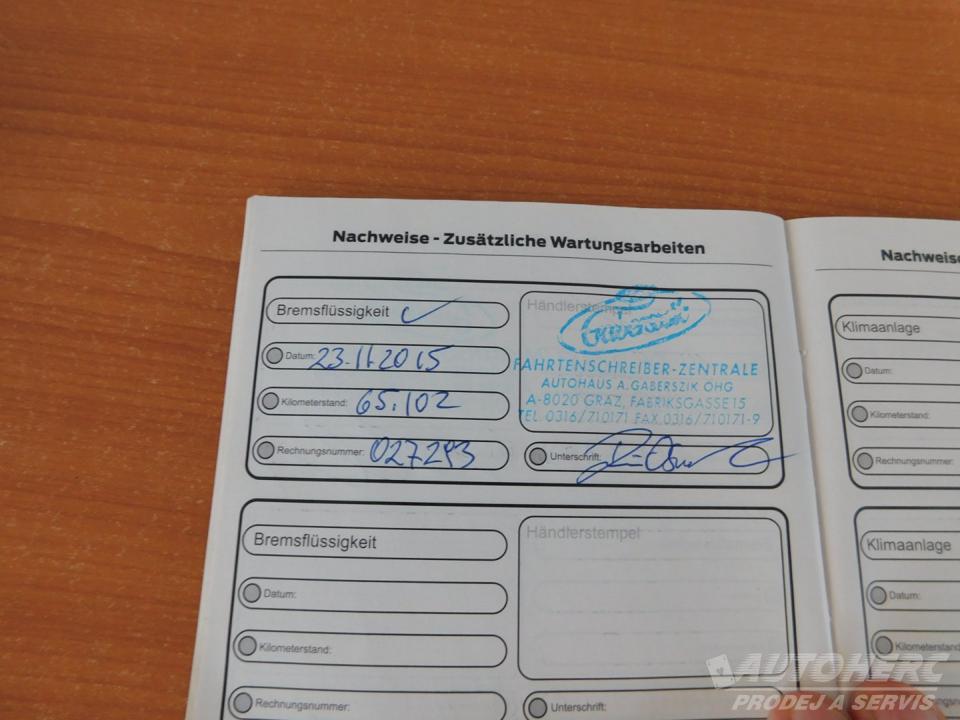 Nachweise - Zusätzliche Wartungsarbeiten
Bremsflüssigkeit ✓
Datum: 23.11.2015
Kilometerstand: 65.102
Rechnungsnummer: 027293
Händlerstempel
FAHRTENSCHREIBER-ZENTRALE
AUTOHAUS A. GABERSZIK OHG
A-8020 GRAZ, FABRIKSGASSE 15
TEL. 0316/710171 FAX 0316/710171-9
Unterschrift:
Bremsflüssigkeit
Datum:
Kilometerstand:
Rechnungsnummer:
Händlerstempel
Unterschrift:
Nachweise
Klimaanlage
Datum:
Kilometerstand:
Rechnungsnummer:
Klimaanlage
Datum:
Kilometerstand
AUTOHERC
PRODEJ A SERVIS